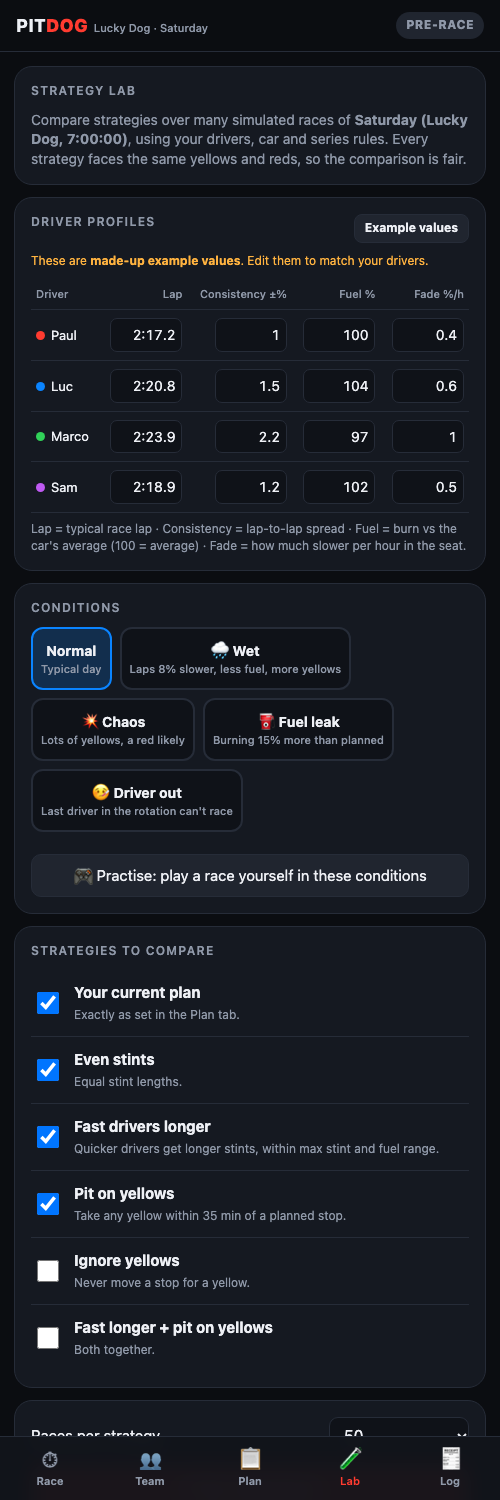 PITDOG Lucky Dog · Saturday PRE-RACE
STRATEGY LAB
Compare strategies over many simulated races of Saturday (Lucky
Dog, 7:00:00), using your drivers, car and series rules. Every
strategy faces the same yellows and reds, so the comparison is fair.
DRIVER PROFILES Example values
These are made-up example values. Edit them to match your drivers.
Driver Lap Consistency ±% Fuel % Fade %/h
Paul 2:17.2 1 100 0.4
Luc 2:20.8 1.5 104 0.6
Marco 2:23.9 2.2 97 1
Sam 2:18.9 1.2 102 0.5
Lap = typical race lap · Consistency = lap-to-lap spread · Fuel = burn vs the
car's average (100 = average) · Fade = how much slower per hour in the seat.
CONDITIONS
Normal
Typical day
🌧️ Wet
Laps 8% slower, less fuel, more yellows
💥 Chaos
Lots of yellows, a red likely
⛽ Fuel leak
Burning 15% more than planned
🤒 Driver out
Last driver in the rotation can't race
🎮 Practise: play a race yourself in these conditions
STRATEGIES TO COMPARE
Your current plan
Exactly as set in the Plan tab.
Even stints
Equal stint lengths.
Fast drivers longer
Quicker drivers get longer stints, within max stint and fuel range.
Pit on yellows
Take any yellow within 35 min of a planned stop.
Ignore yellows
Never move a stop for a yellow.
Fast longer + pit on yellows
Both together.
Races per strategy 50
Race Team Plan Lab Log